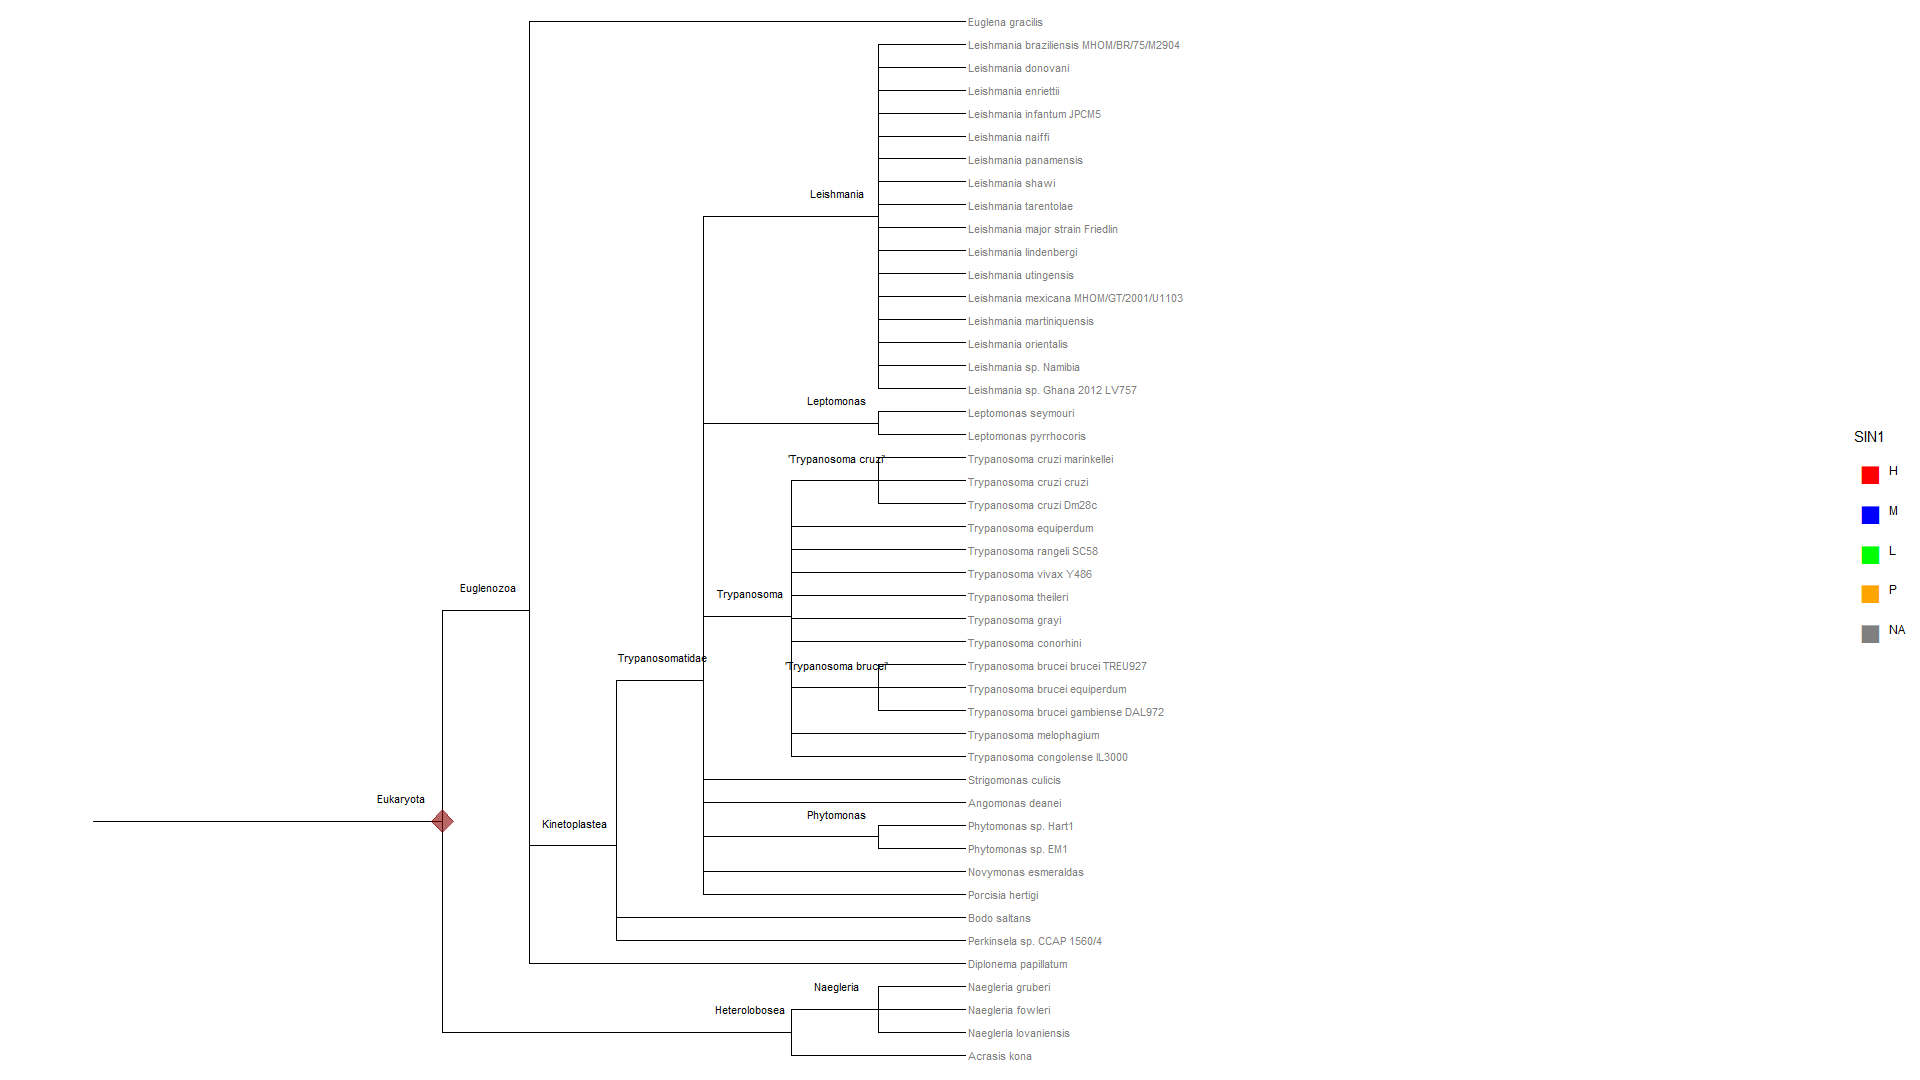 Euglena gracilis
Leishmania braziliensis MHOM/BR/75/M2904
Leishmania donovani
Leishmania enriettii
Leishmania infantum JPCM5
Leishmania naiffi
Leishmania panamensis
Leishmania shawi
Leishmania
Leishmania tarentolae
Leishmania major strain Friedlin
Leishmania lindenbergi
Leishmania utingensis
Leishmania mexicana MHOM/GT/2001/U1103
Leishmania martiniquensis
Leishmania orientalis
Leishmania sp. Namibia
Leishmania sp. Ghana 2012 LV757
Leptomonas
Leptomonas seymouri
Leptomonas pyrrhocoris
'Trypanosoma cruzi'
Trypanosoma cruzi marinkellei
Trypanosoma cruzi cruzi
Trypanosoma cruzi Dm28c
Trypanosoma equiperdum
Trypanosoma rangeli SC58
Trypanosoma vivax Y486
Trypanosoma
Trypanosoma theileri
Trypanosoma grayi
Trypanosoma conorhini
'Trypanosoma brucei'
Trypanosoma brucei brucei TREU927
Trypanosoma brucei equiperdum
Trypanosoma brucei gambiense DAL972
Trypanosoma melophagium
Trypanosoma congolense IL3000
Strigomonas culicis
Angomonas deanei
Phytomonas
Phytomonas sp. Hart1
Phytomonas sp. EM1
Novymonas esmeraldas
Porcisia hertigi
Bodo saltans
Perkinsela sp. CCAP 1560/4
Diplonema papillatum
Naegleria
Naegleria gruberi
Naegleria fowleri
Naegleria lovaniensis
Acrasis kona
Euglenozoa
Trypanosomatidae
Eukaryota
Kinetoplastea
Heterolobosea
SIN1
H
M
L
P
NA